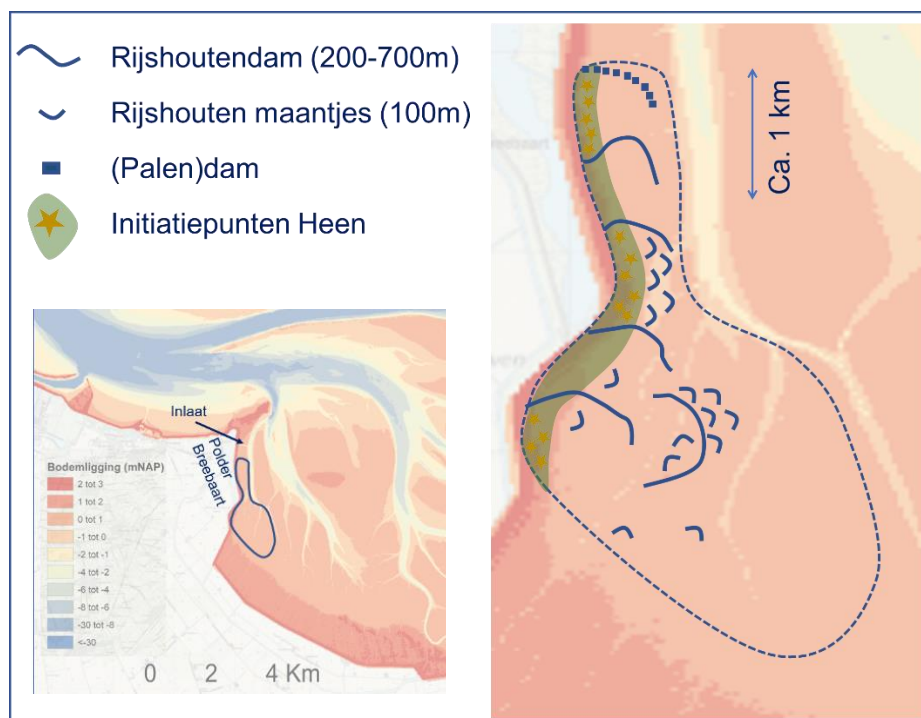 Rijshoutendam (200-700m)
Rijshouten maantjes (100m)
(Palen)dam
Initiatiepunten Heen
Inlaat
Polder
Breebaart
Bodemligging (mNAP)
2 tot 3
1 tot 2
0 tot 1
-1 tot 0
-2 tot -1
-4 tot -2
-6 tot -4
-8 tot -6
-30 tot -8
<-30
0 2 4 Km
Ca. 1 km